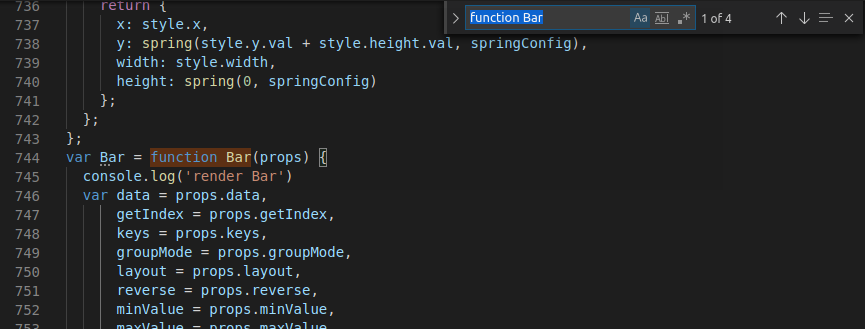 function Bar
Aa
Abl
.*
1 of 4
736 return {
737 x: style.x,
738 y: spring(style.y.val + style.height.val, springConfig),
739 width: style.width,
740 height: spring(0, springConfig)
741 };
742 };
743 };
744 var Bar = function Bar(props) {
745 console.log('render Bar')
746 var data = props.data,
747 getIndex = props.getIndex,
748 keys = props.keys,
749 groupMode = props.groupMode,
750 layout = props.layout,
751 reverse = props.reverse,
752 minValue = props.minValue,
753 maxValue = props.maxValue